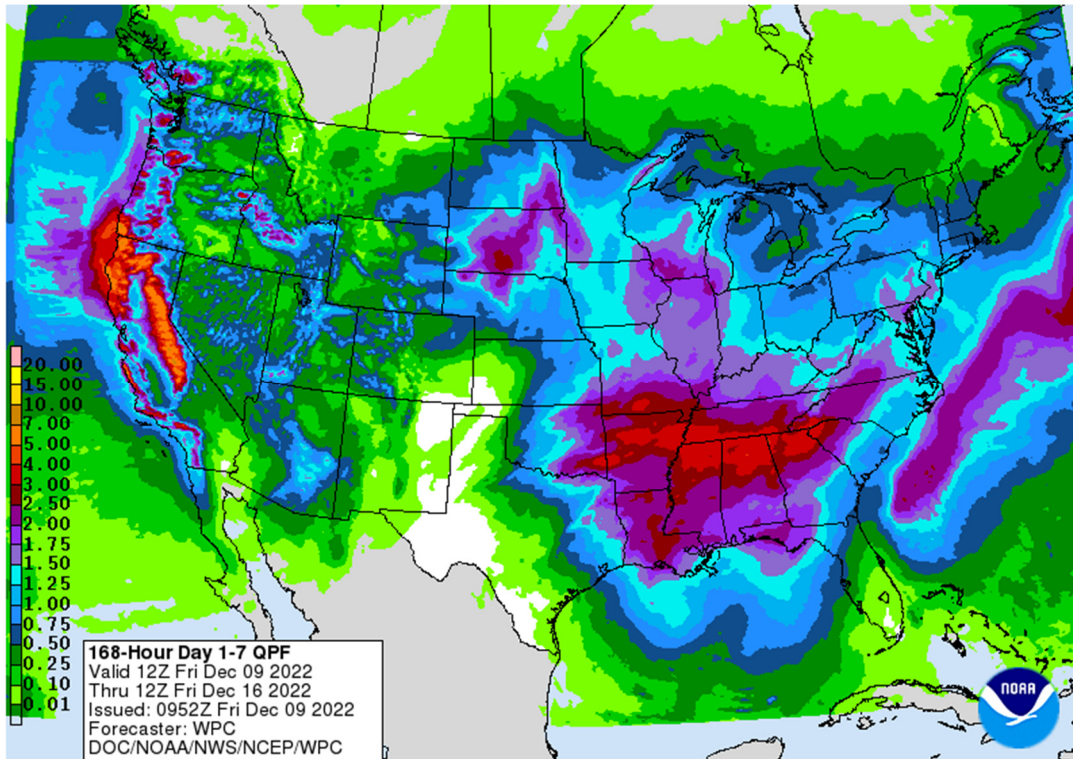 20.00
15.00
10.00
7.00
5.00
4.00
3.00
2.50
2.00
1.75
1.50
1.25
1.00
0.75
0.50
0.25
0.10
0.01
168-Hour Day 1-7 QPF
Valid 12Z Fri Dec 09 2022
Thru 12Z Fri Dec 16 2022
Issued: 0952Z Fri Dec 09 2022
Forecaster: WPC
DOC/NOAA/NWS/NCEP/WPC
NOAA